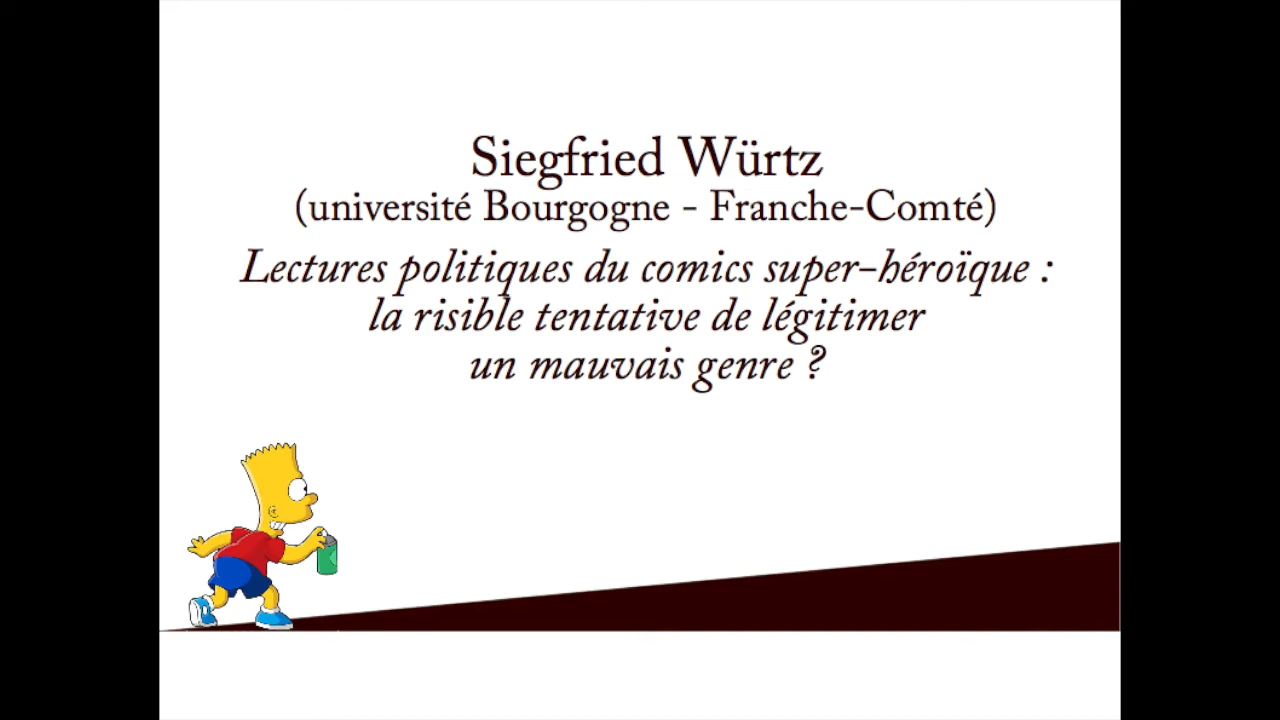 Siegfried Würtz
(université Bourgogne - Franche-Comté)
Lectures politiques du comics super-héroïque :
la risible tentative de légitimer
un mauvais genre ?